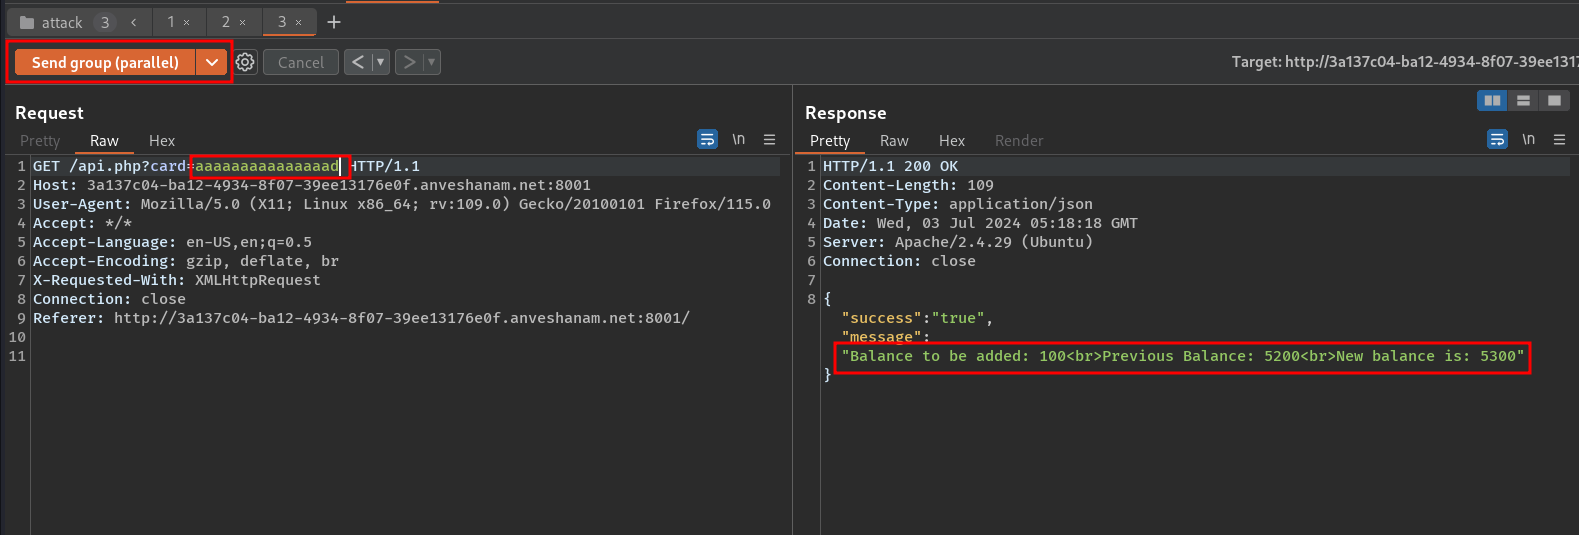 attack 3 < 1 × 2 × 3 × +
Send group (parallel) Cancel < > Target: http://3a137c04-ba12-4934-8f07-39ee1317
Request
Pretty Raw Hex \n
1 GET /api.php?card=aaaaaaaaaaaaaaaad HTTP/1.1
2 Host: 3a137c04-ba12-4934-8f07-39ee13176e0f.anveshanam.net:8001
3 User-Agent: Mozilla/5.0 (X11; Linux x86_64; rv:109.0) Gecko/20100101 Firefox/115.0
4 Accept: */*
5 Accept-Language: en-US,en;q=0.5
6 Accept-Encoding: gzip, deflate, br
7 X-Requested-With: XMLHttpRequest
8 Connection: close
9 Referer: http://3a137c04-ba12-4934-8f07-39ee13176e0f.anveshanam.net:8001/
10
11
Response
Pretty Raw Hex Render \n
1 HTTP/1.1 200 OK
2 Content-Length: 109
3 Content-Type: application/json
4 Date: Wed, 03 Jul 2024 05:18:18 GMT
5 Server: Apache/2.4.29 (Ubuntu)
6 Connection: close
7
8 {
"success":"true",
"message":
"Balance to be added: 100<br>Previous Balance: 5200<br>New balance is: 5300"
}